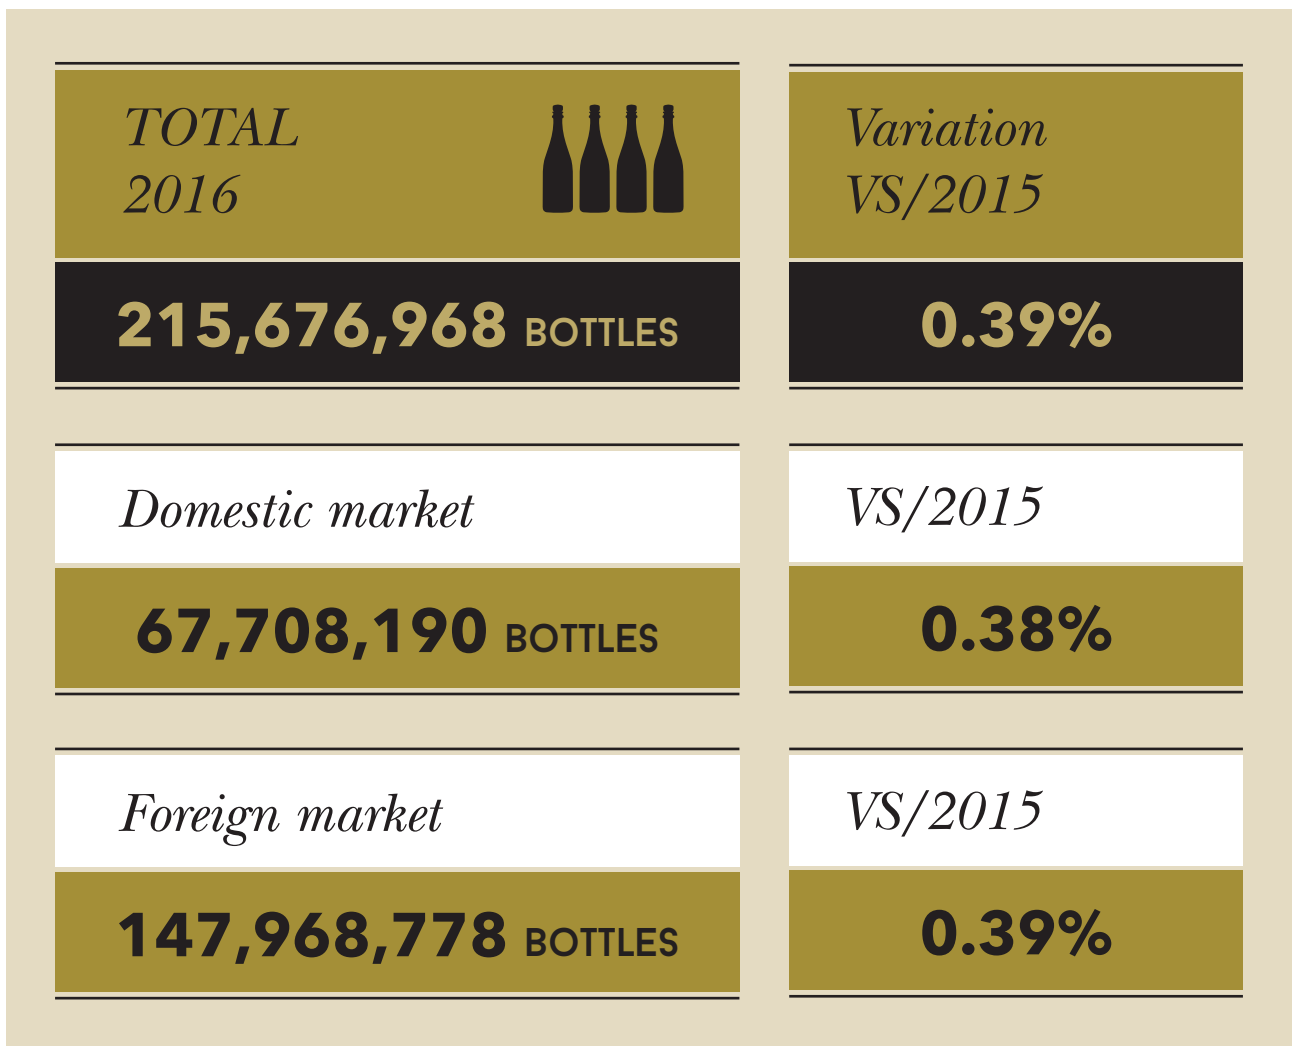 TOTAL
2016
215,676,968 BOTTLES
Variation
VS/2015
0.39%
Domestic market
67,708,190 BOTTLES
VS/2015
0.38%
Foreign market
147,968,778 BOTTLES
VS/2015
0.39%